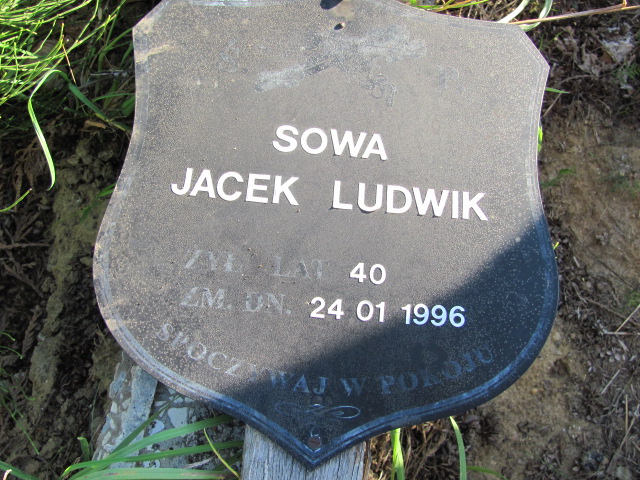 SOWA
JACEK LUDWIK
ŻYŁ LAT 40
ZM. DN. 24 01 1996
SPOCZYWAJ W POKOJU